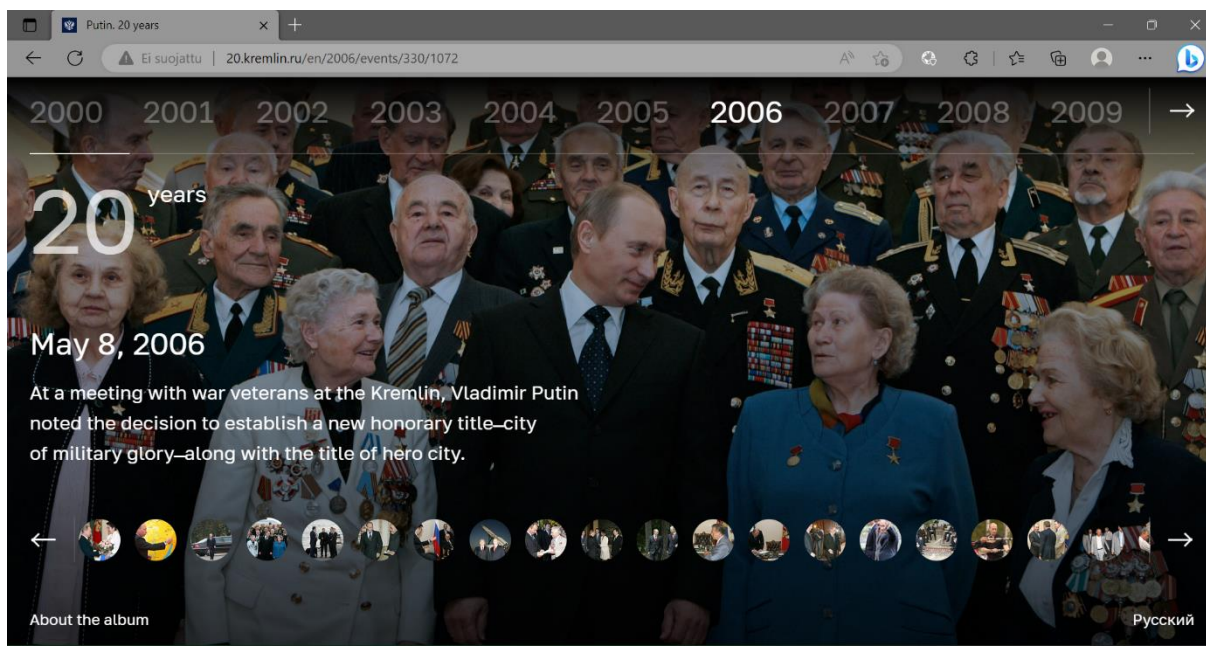 Putin. 20 years
Ei suojattu
20.kremlin.ru/en/2006/events/330/1072
2000 2001 2002 2003 2004 2005 2006 2007 2008 2009
20 years
May 8, 2006
At a meeting with war veterans at the Kremlin, Vladimir Putin
noted the decision to establish a new honorary title—city
of military glory—along with the title of hero city.
About the album
Русский